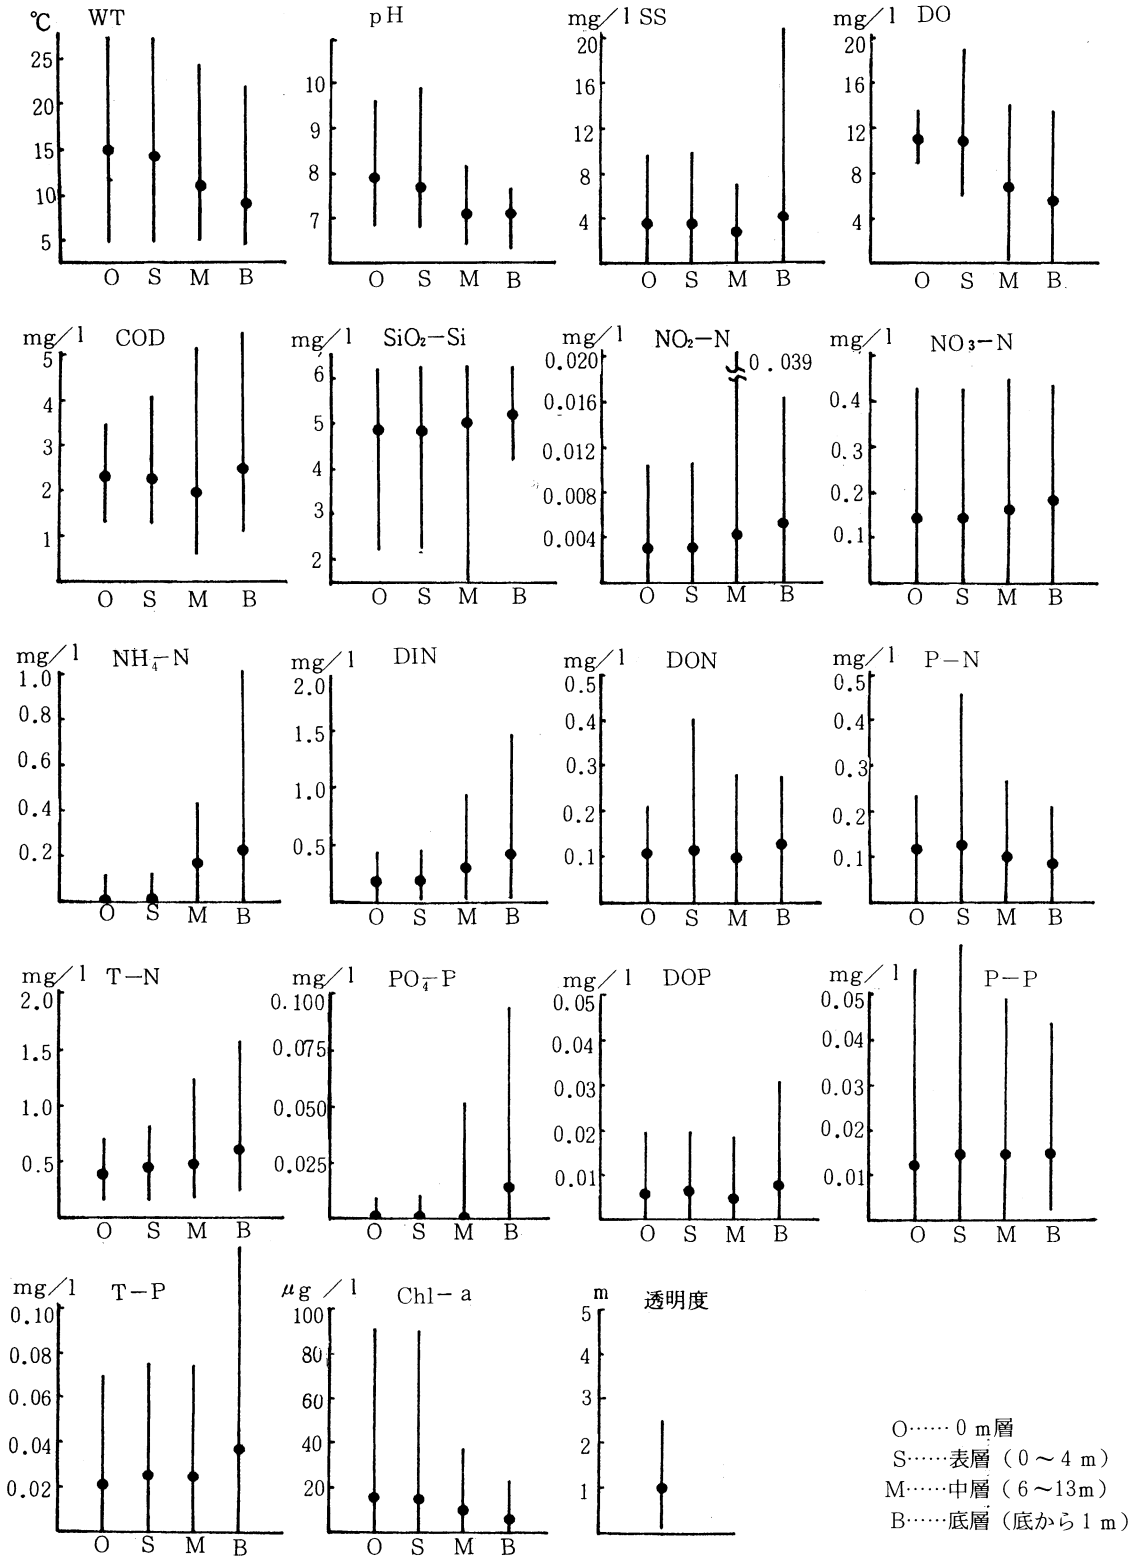 ℃ WT
25
20
15
10
5
O S M B
pH
10
9
8
7
O S M B
mg/l SS
20
16
12
8
4
O S M B
mg/l DO
20
16
12
8
4
O S M B
mg/l COD
5
4
3
2
1
O S M B
mg/l SiO₂−Si
6
5
4
3
2
O S M B
mg/l NO₂−N
0.020
0.016
0.012
0.008
0.004
0.039
O S M B
mg/l NO₃−N
0.4
0.3
0.2
0.1
O S M B
mg/l NH₄−N
1.0
0.8
0.6
0.4
0.2
O S M B
mg/l DIN
2.0
1.5
1.0
0.5
O S M B
mg/l DON
0.5
0.4
0.3
0.2
0.1
O S M B
mg/l P−N
0.5
0.4
0.3
0.2
0.1
O S M B
mg/l T−N
2.0
1.5
1.0
0.5
O S M B
mg/l PO₄−P
0.100
0.075
0.050
0.025
O S M B
mg/l DOP
0.05
0.04
0.03
0.02
0.01
O S M B
mg/l P−P
0.05
0.04
0.03
0.02
0.01
O S M B
mg/l T−P
0.10
0.08
0.06
0.04
0.02
O S M B
μg/l Chl−a
100
80
60
40
20
O S M B
m 透明度
5
4
3
2
1
O……0m層
S……表層(0〜4m)
M……中層(6〜13m)
B……底層(底から1m)